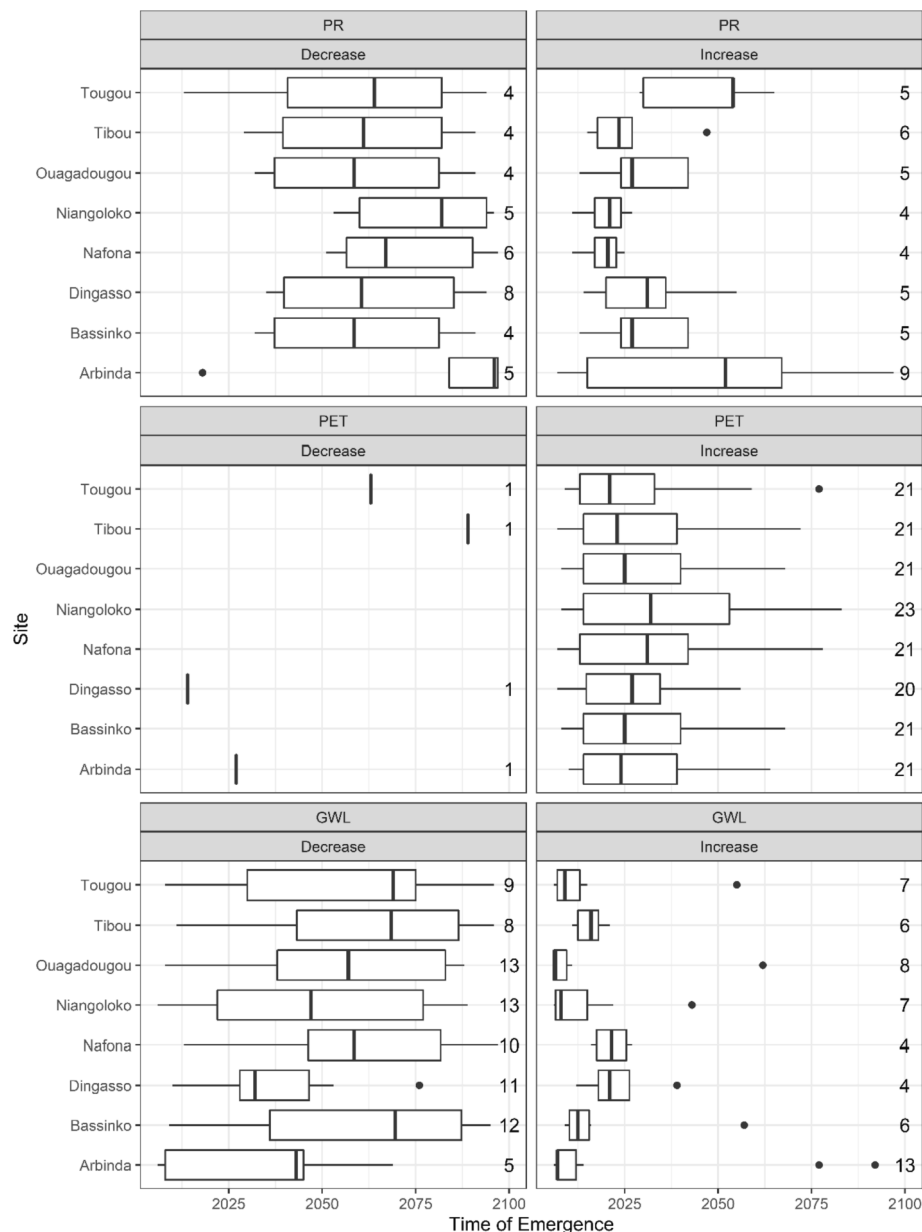 PR PR
Decrease Increase
Tougou 4 5
Tibou 4 6
Ouagadougou 4 5
Niangoloko 5 4
Nafona 6 4
Dingasso 8 5
Bassinko 4 5
Arbinda 5 9
PET PET
Decrease Increase
Tougou 1 21
Tibou 1 21
Ouagadougou 21
Niangoloko 23
Nafona 21
Dingasso 1 20
Bassinko 21
Arbinda 1 21
Site
GWL GWL
Decrease Increase
Tougou 9 7
Tibou 8 6
Ouagadougou 13 8
Niangoloko 13 7
Nafona 10 4
Dingasso 11 4
Bassinko 12 6
Arbinda 5 13
2025 2050 2075 2100 2025 2050 2075 2100
Time of Emergence